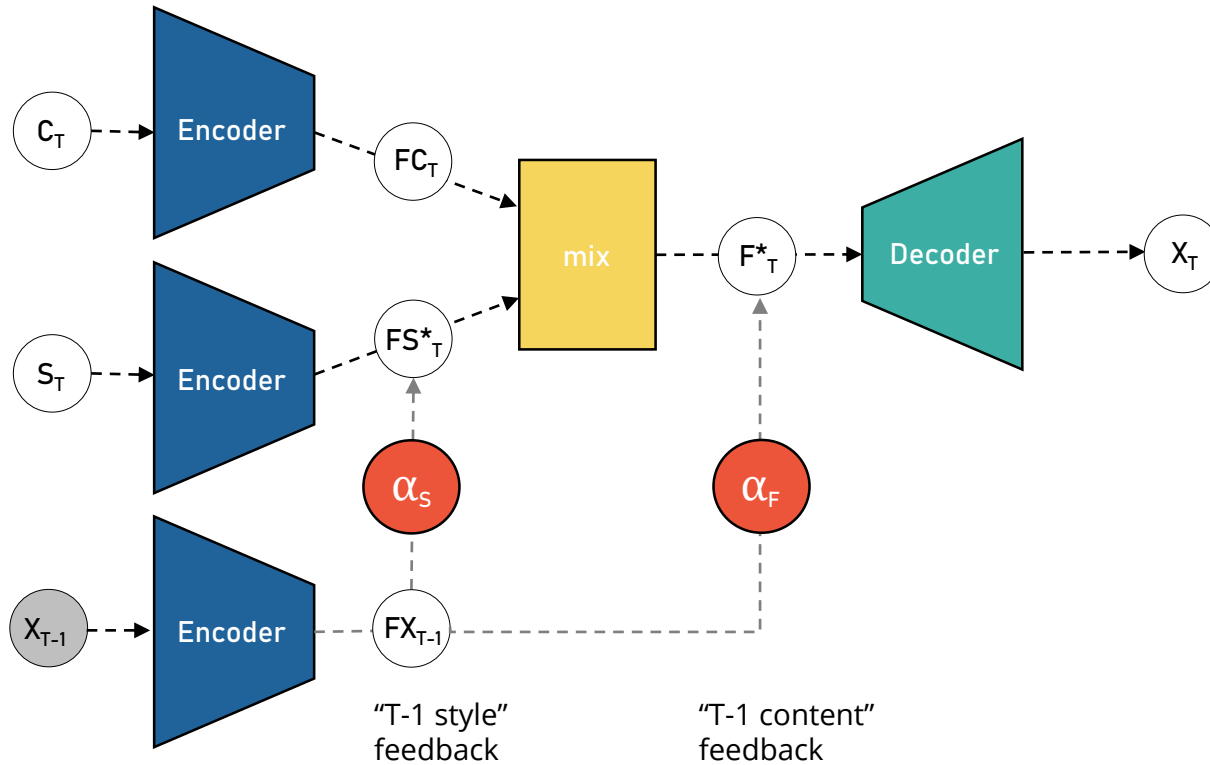 C_T
Encoder
FC_T
S_T
Encoder
FS*_T
mix
F*_T
Decoder
X_T
α_S
α_F
X_T-1
Encoder
FX_T-1
“T-1 style”
feedback
“T-1 content”
feedback